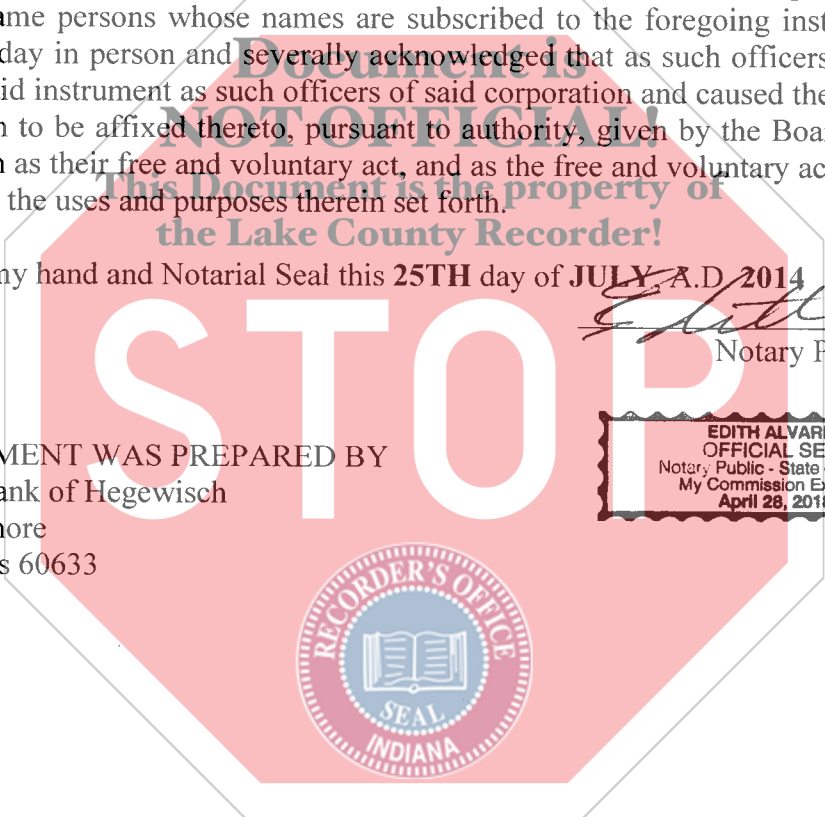 ame persons whose names are subscribed to the foregoing inst
day in person and severally acknowledged that as such officers
id instrument as such officers of said corporation and caused the
n to be affixed thereto, pursuant to authority, given by the Boa
n as their free and voluntary act, and as the free and voluntary ac
the uses and purposes therein set forth.
Document is
NOT OFFICIAL!
This Document is the property of
the Lake County Recorder!
my hand and Notarial Seal this 25TH day of JULY, A.D. 2014
Edith
Notary P
STOP
MENT WAS PREPARED BY
ank of Hegewisch
nore
s 60633
EDITH ALVAR
OFFICIAL SE
Notary Public - State
My Commission Ex
April 28, 2018
RECORDER'S OFFICE
SEAL
INDIANA